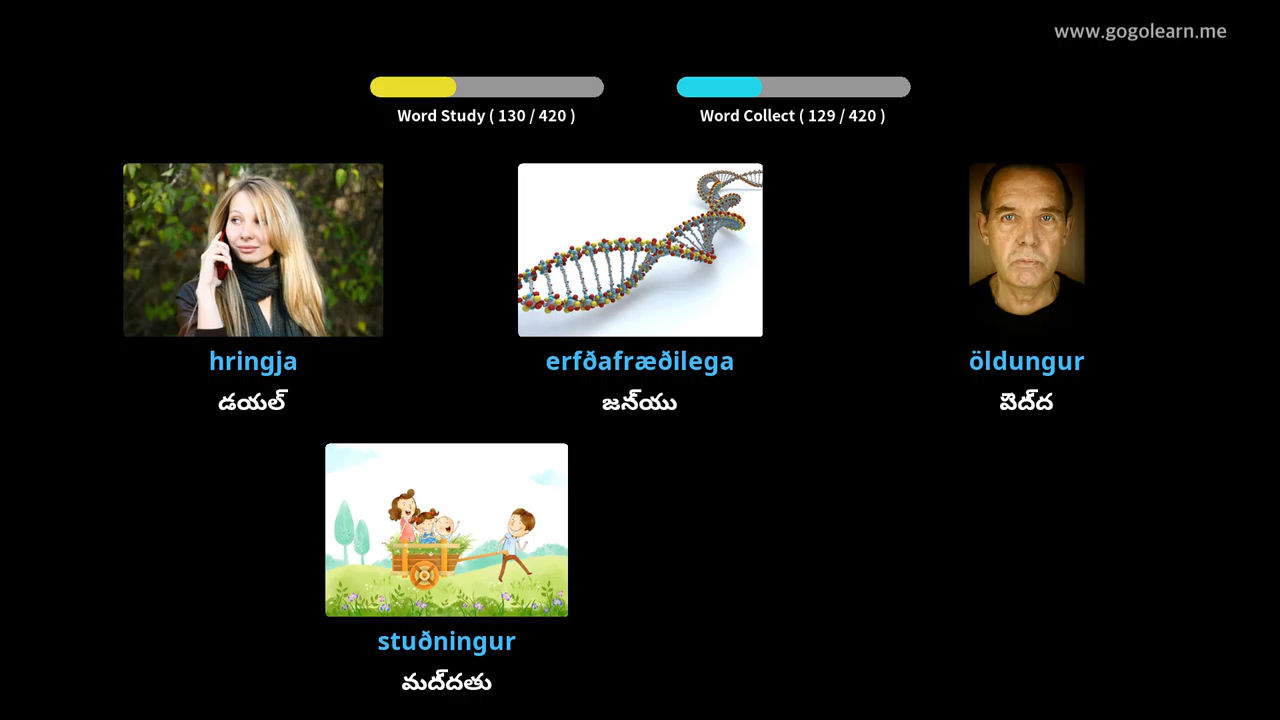 www.gogolearn.me
Word Study ( 130 / 420 )
Word Collect ( 129 / 420 )
hringja
డయల్
erfðafræðilega
జన్యు
öldungur
పెద్ద
stuðningur
మద్దతు